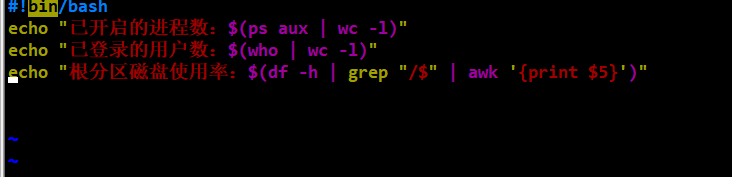 #!bin/bash
echo "已开启的进程数：$(ps aux | wc -l)"
echo "已登录的用户数：$(who | wc -l)"
echo "根分区磁盘使用率：$(df -h | grep "/$" | awk '{print $5}')"
~
~